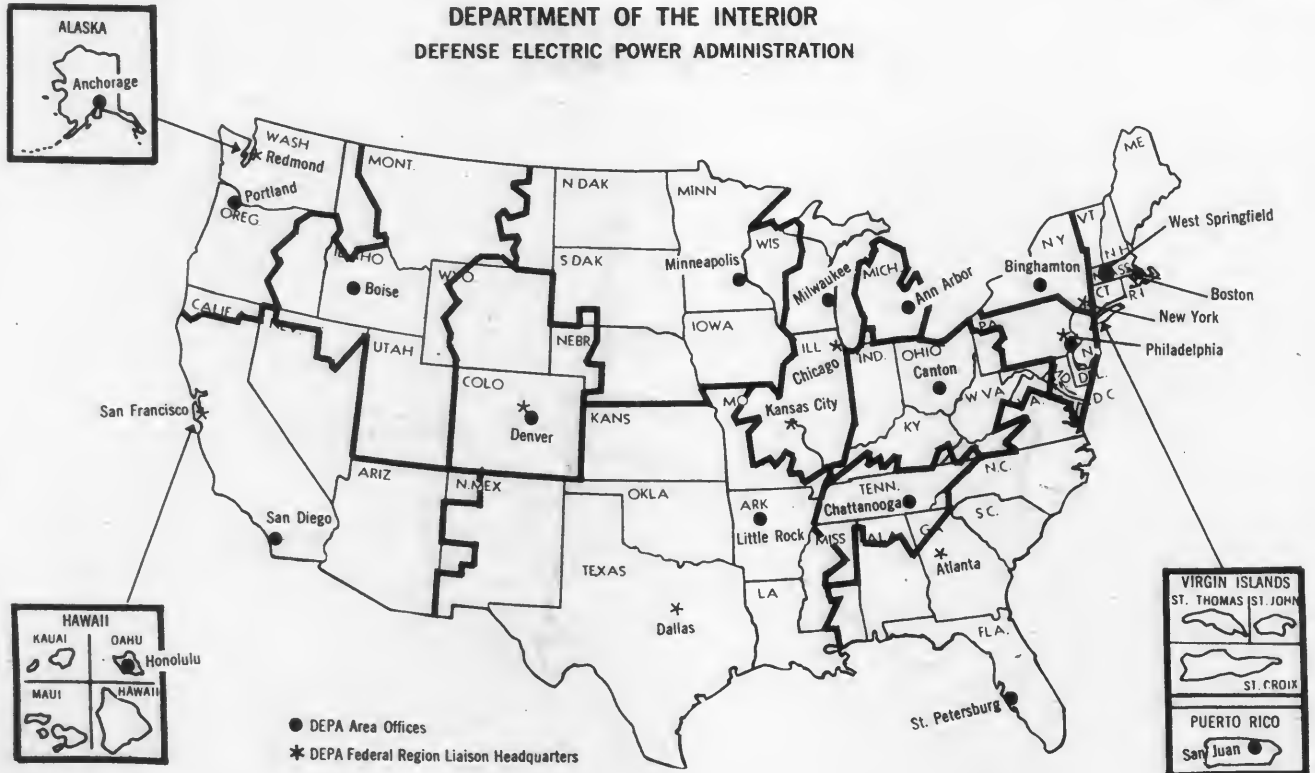 DEPARTMENT OF THE INTERIOR
DEFENSE ELECTRIC POWER ADMINISTRATION
ALASKA
Anchorage
WASH
Redmond
MONT.
Portland
OREG
N DAK
MINN
ME
VT
West Springfield
N Y
N H
WIS
IDAHO
WYO.
S DAK
Minneapolis
Milwaukee
MICH
Ann Arbor
Binghamton
MASS
Boise
CT
R I
Boston
CALIF
NEV.
NEBR
IOWA
PA
New York
UTAH
ILL
IND.
OHIO
Philadelphia
Chicago
Canton
N J
COLO
MO
W VA
DEL.
D C
San Francisco
Kansas City
Denver
KANS
KY
ARIZ
N.MEX
N.C.
OKLA
TENN.
ARK
Chattanooga
San Diego
Little Rock
S.C.
MISS
ALA
GA
Atlanta
TEXAS
LA
Dallas
FLA.
St. Petersburg
HAWAII
KAUAI
OAHU
Honolulu
MAUI
HAWAII
VIRGIN ISLANDS
ST. THOMAS
ST. JOHN
ST. CROIX
PUERTO RICO
San Juan
● DEPA Area Offices
* DEPA Federal Region Liaison Headquarters